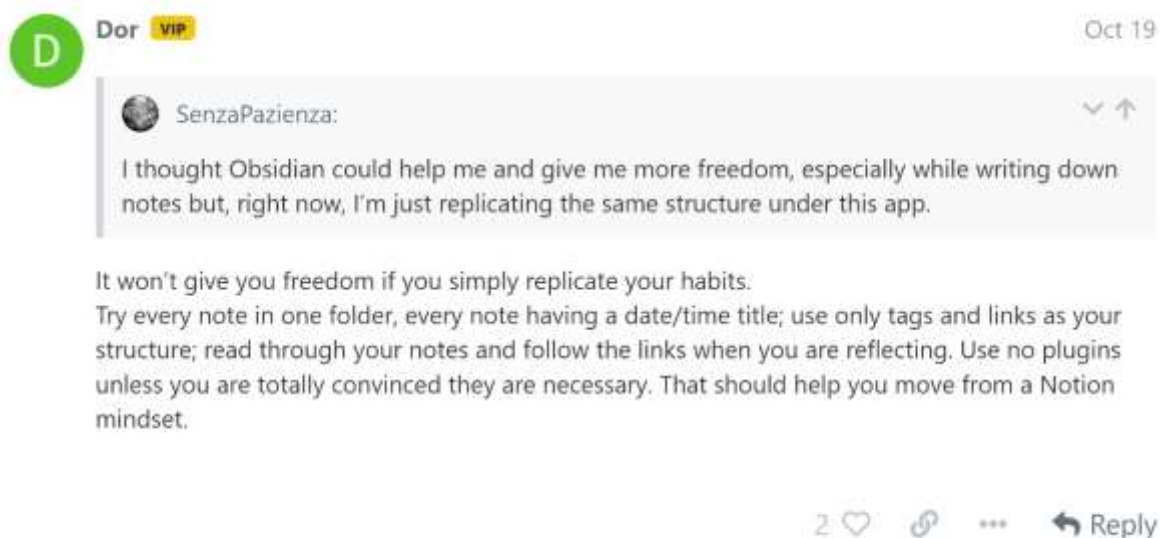 D
Dor VIP Oct 19
SenzaPazienza:
I thought Obsidian could help me and give me more freedom, especially while writing down
notes but, right now, I'm just replicating the same structure under this app.
It won't give you freedom if you simply replicate your habits.
Try every note in one folder, every note having a date/time title; use only tags and links as your
structure; read through your notes and follow the links when you are reflecting. Use no plugins
unless you are totally convinced they are necessary. That should help you move from a Notion
mindset.
2 Reply